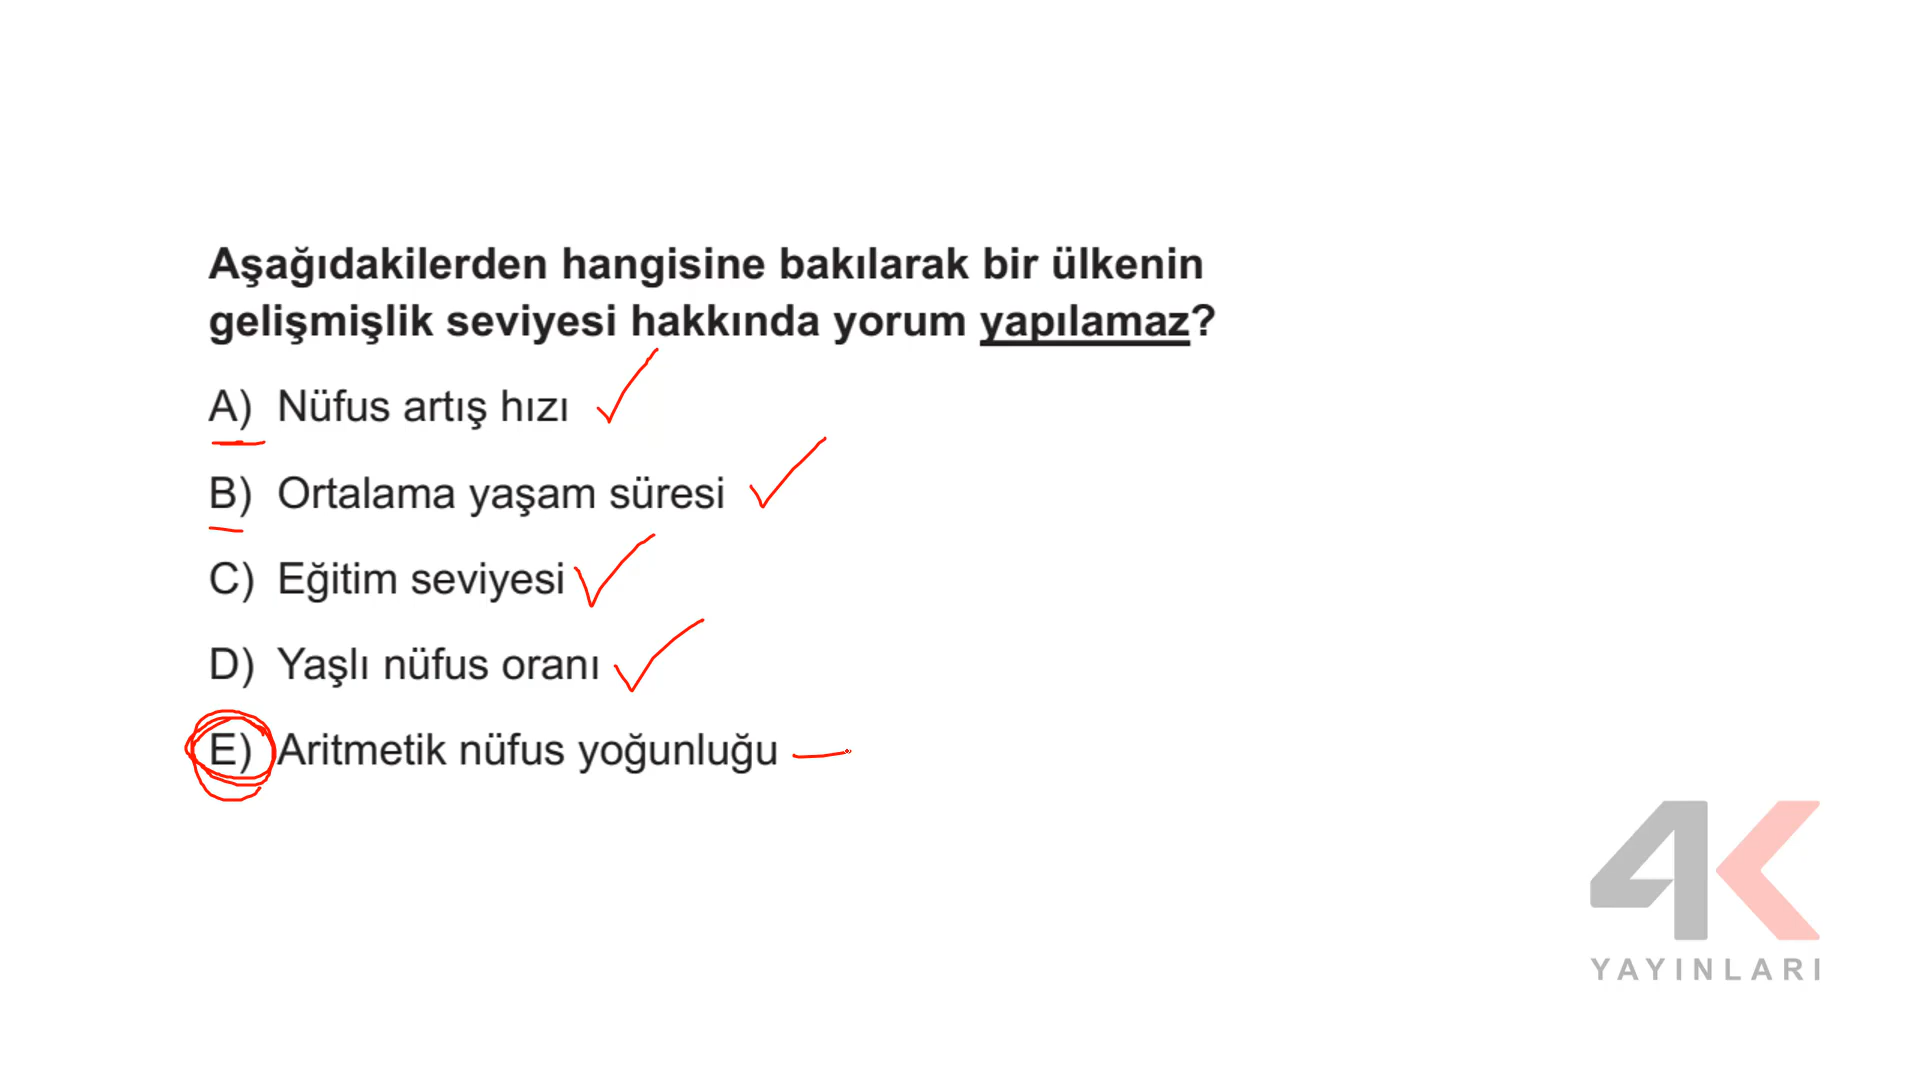 Aşağıdakilerden hangisine bakılarak bir ülkenin
gelişmişlik seviyesi hakkında yorum yapılamaz?
A) Nüfus artış hızı
B) Ortalama yaşam süresi
C) Eğitim seviyesi
D) Yaşlı nüfus oranı
E) Aritmetik nüfus yoğunluğu
4K
YAYINLARI